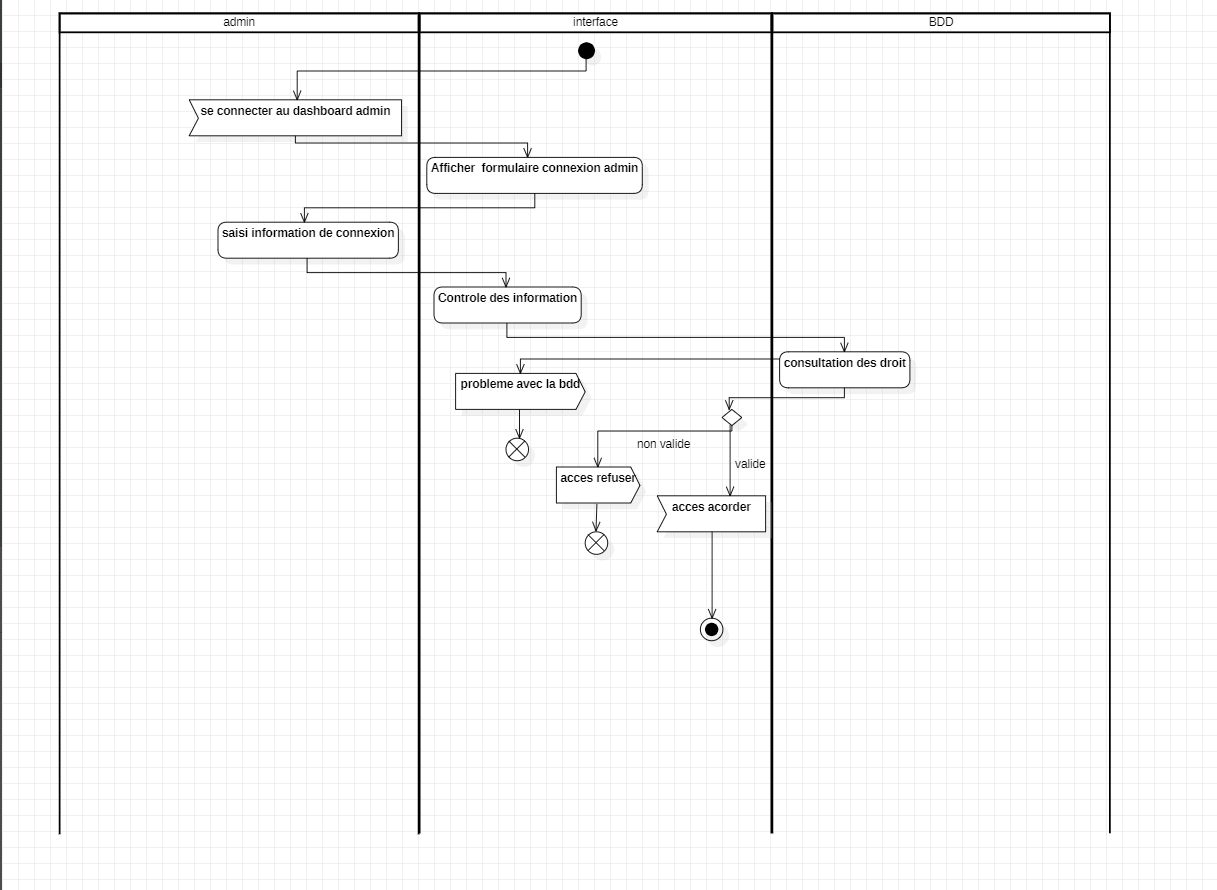 admin
interface
BDD
se connecter au dashboard admin
Afficher  formulaire connexion admin
saisi information de connexion
Controle des information
consultation des droit
probleme avec la bdd
non valide
valide
acces refuser
acces acorder